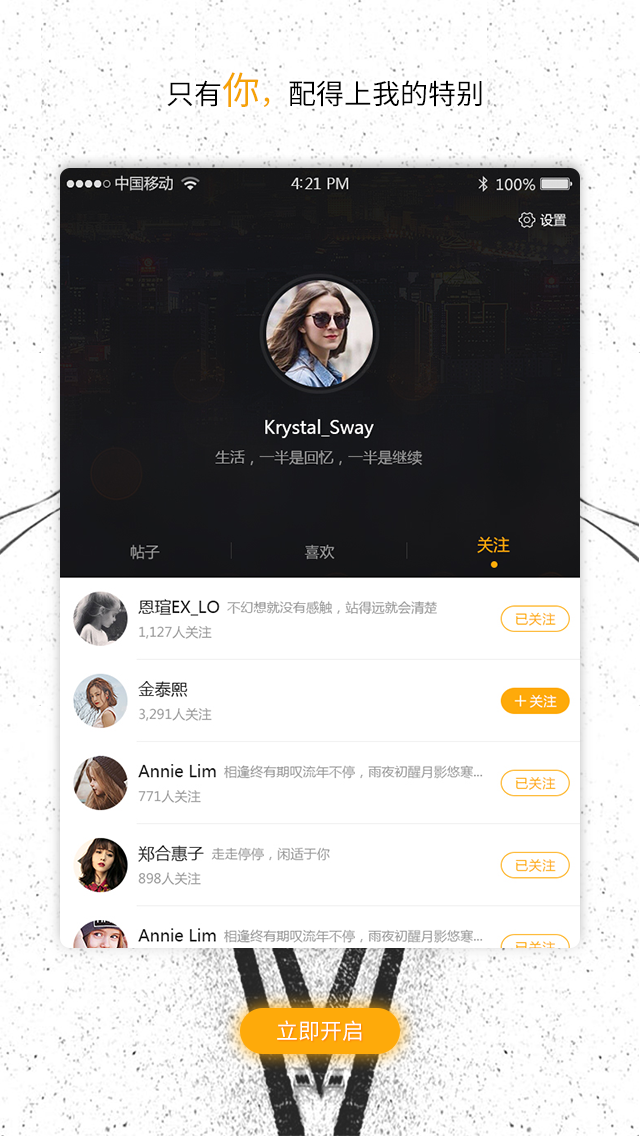 只有你，配得上我的特别
中国移动 4:21 PM 100%
设置
Krystal_Sway
生活，一半是回忆，一半是继续
帖子 喜欢 关注
恩瑄EX_LO 不幻想就没有感触，站得远就会清楚
1,127人关注
已关注
金泰熙
3,291人关注
+关注
Annie Lim 相逢终有期叹流年不停，雨夜初醒月影悠寒...
771人关注
已关注
郑合惠子 走走停停，闲适于你
898人关注
已关注
Annie Lim 相逢终有期叹流年不停，雨夜初醒月影悠寒...
已关注
立即开启